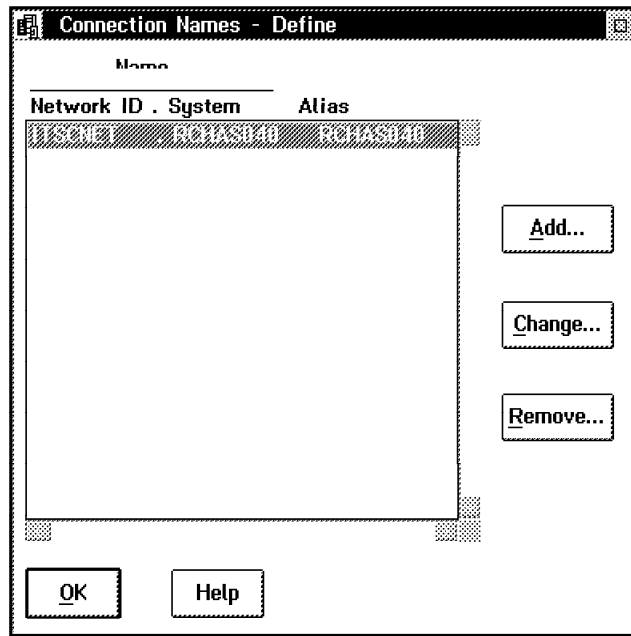 Connection Names - Define
Name
Network ID . System Alias
ITSCNET . RCHAS040 RCHAS040
Add...
Change...
Remove...
OK Help